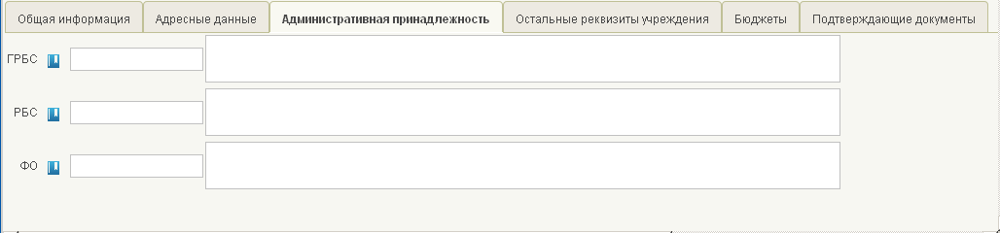 Общая информация Адресные данные Административная принадлежность Остальные реквизиты учреждения Бюджеты Подтверждающие документы
ГРБС
РБС
ФО